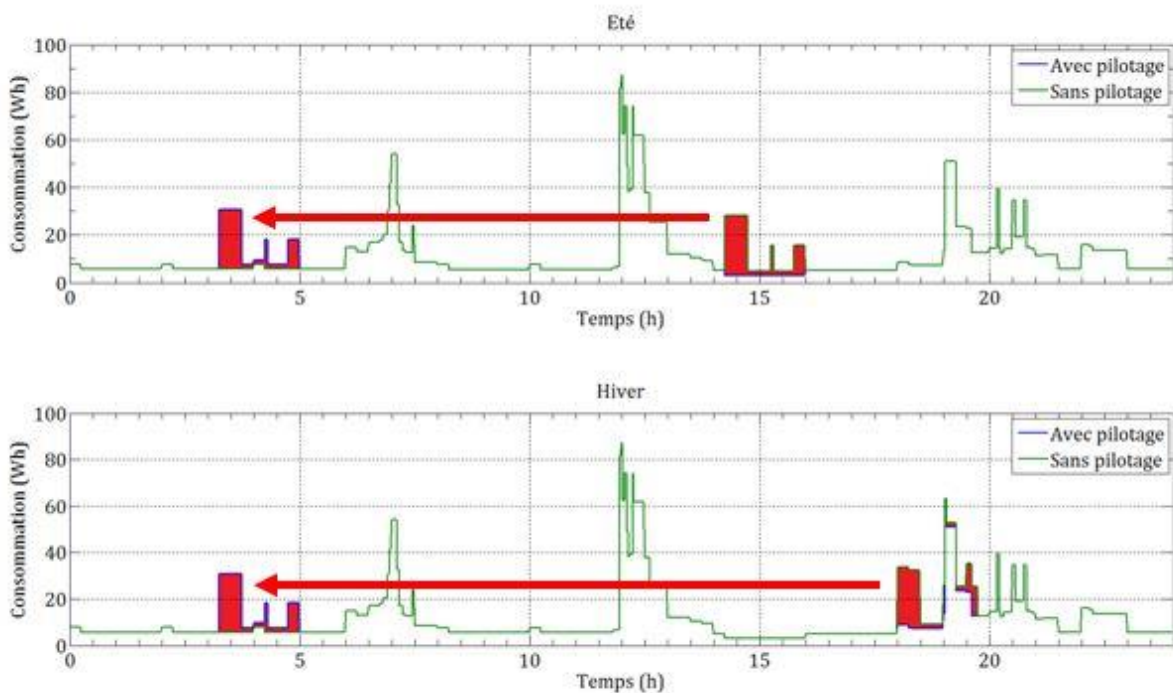 Eté
100
80
60
40
20
0
Consommation (Wh)
Avec pilotage
Sans pilotage
0 5 10 15 20
Temps (h)
Hiver
100
80
60
40
20
0
Consommation (Wh)
Avec pilotage
Sans pilotage
0 5 10 15 20
Temps (h)